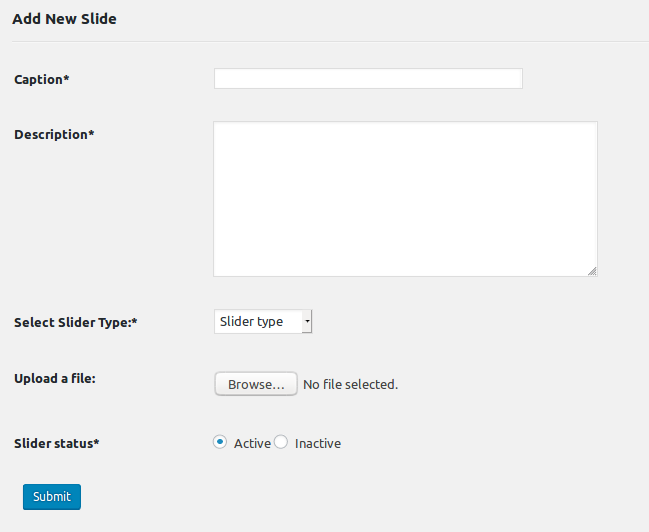 Add New Slide
Caption*
Description*
Select Slider Type:* Slider type
Upload a file: Browse... No file selected.
Slider status* Active Inactive
Submit